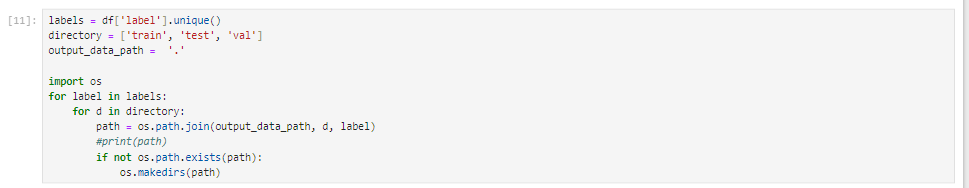 [11]: labels = df['label'].unique()
directory = ['train', 'test', 'val']
output_data_path =  '.'
import os
for label in labels:
    for d in directory:
        path = os.path.join(output_data_path, d, label)
        #print(path)
        if not os.path.exists(path):
            os.makedirs(path)